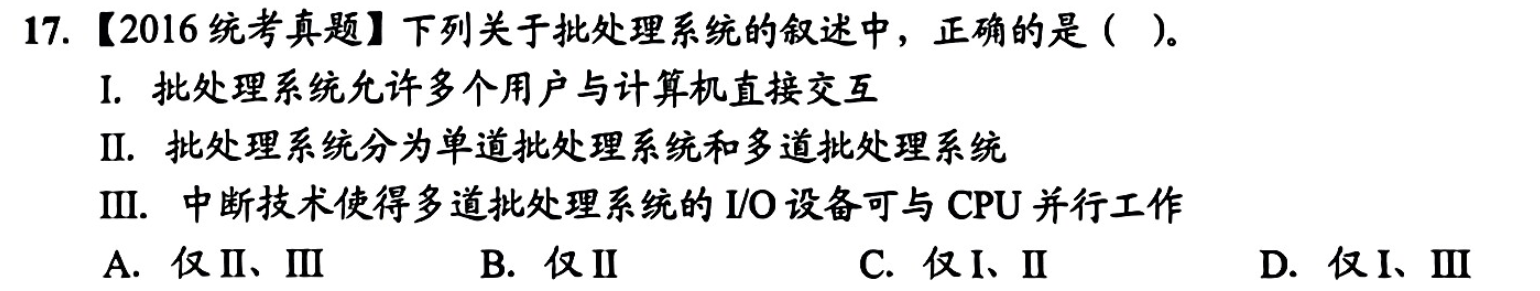 17. 【2016 统考真题】下列关于批处理系统的叙述中，正确的是（ ）。
I. 批处理系统允许多个用户与计算机直接交互
II. 批处理系统分为单道批处理系统和多道批处理系统
III. 中断技术使得多道批处理系统的 I/O 设备可与 CPU 并行工作
A. 仅 II、III B. 仅 II C. 仅 I、II D. 仅 I、III